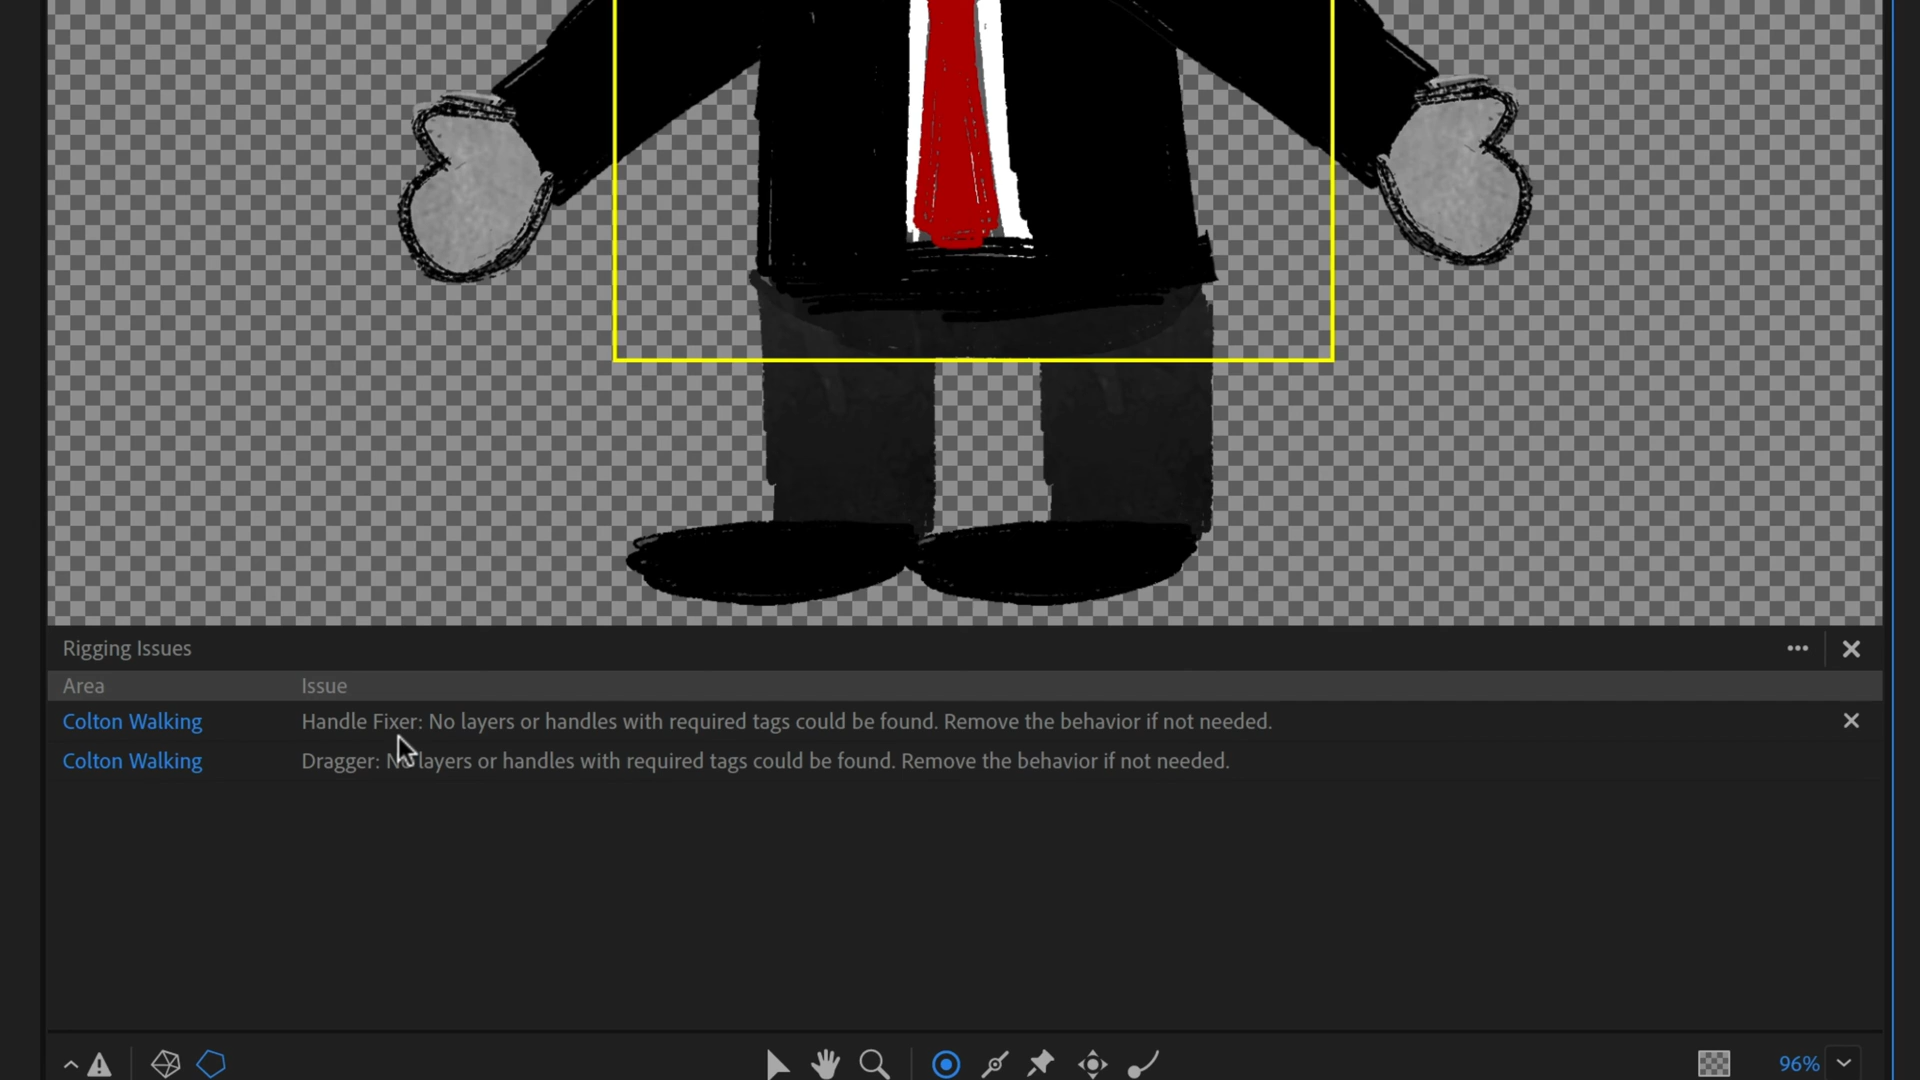 Rigging Issues
Area Issue
Colton Walking Handle Fixer: No layers or handles with required tags could be found. Remove the behavior if not needed.
Colton Walking Dragger: No layers or handles with required tags could be found. Remove the behavior if not needed.
96%